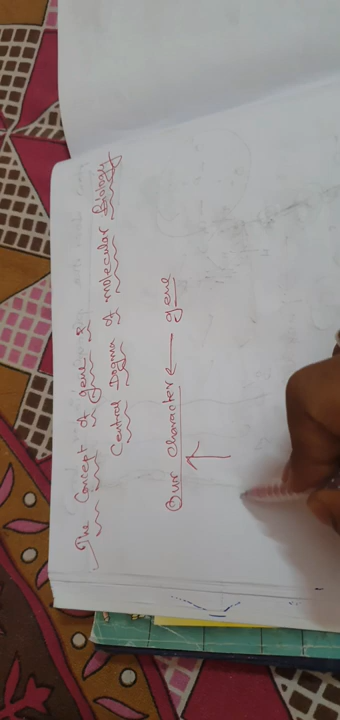 The Concept of gene &
Central Dogma of molecular Biology
Our character ← gene